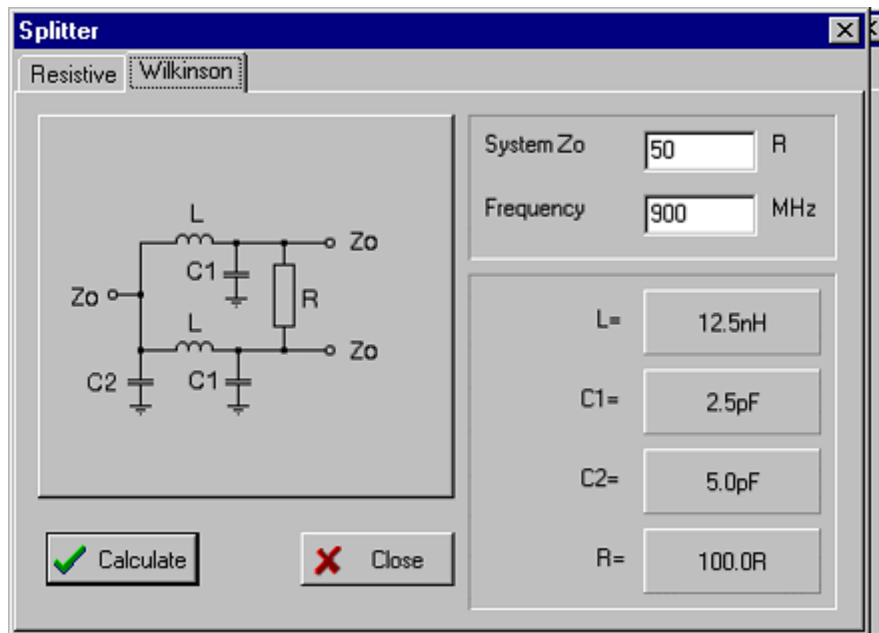 Splitter
Resistive
Wilkinson
L
Zo
C1
Zo
R
L
Zo
C2
C1
System Zo
50
R
Frequency
900
MHz
L=
12.5nH
C1=
2.5pF
C2=
5.0pF
R=
100.0R
Calculate
Close